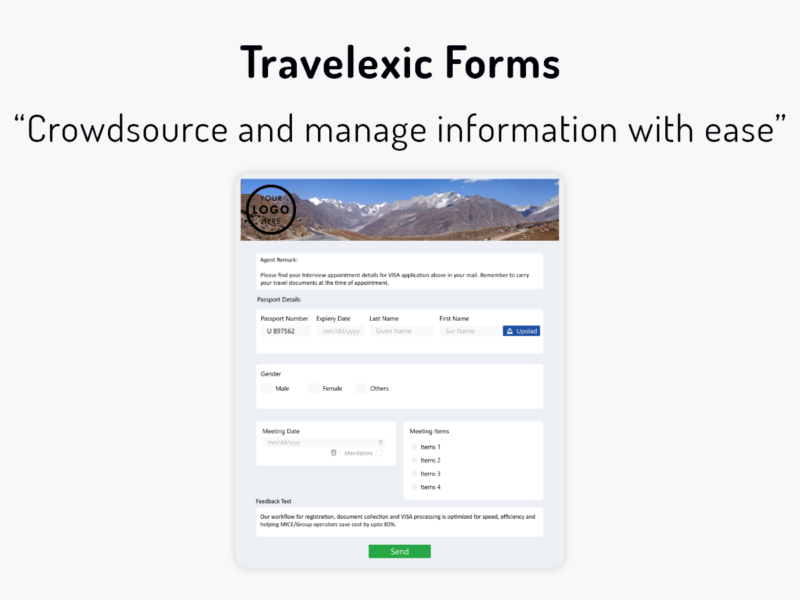 Travelexic Forms
“Crowdsource and manage information with ease”
YOUR
LOGO
HERE
Agent Remark:
Please find your Interview appointment details for VISA application above in your mail. Remember to carry
your travel documents at the time of appointment.
Passport Details
Passport Number Expiery Date Last Name First Name
U 897562 mm/dd/yyyy Given Name Sur Name Upolad
Gender
Male Female Others
Meeting Date
mm/dd/yyyy
Mandators
Meeting Items
Items 1
Items 2
Items 3
Items 4
Feedback Text
Our workflow for registration, document collection and VISA processing is optimized for speed, efficiency and
helping MICE/Group operators save cost by upto 80%.
Send